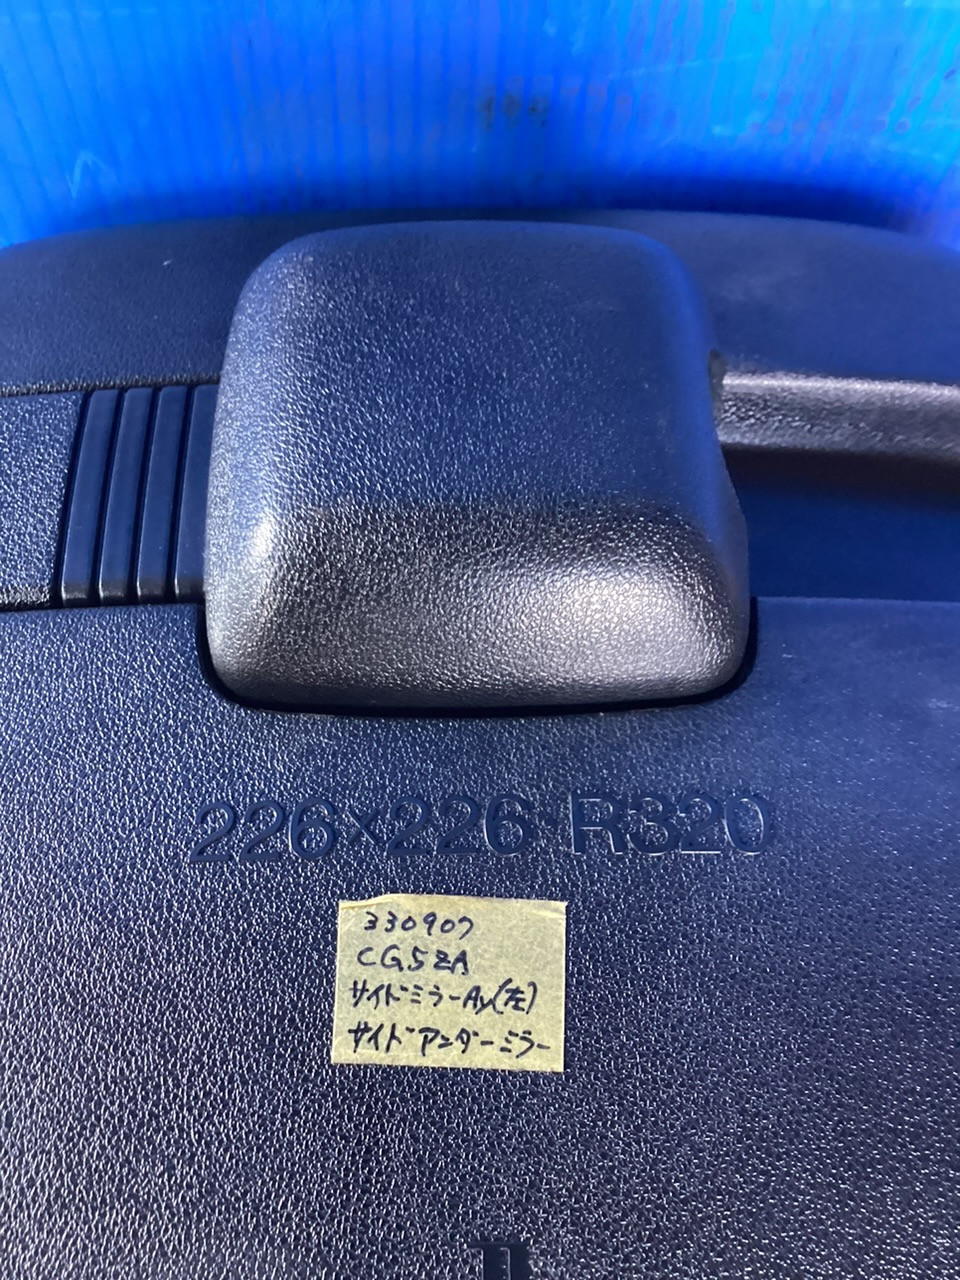 226×226 R320
330907
CG5ZA
サイドミラーAy(左)
サイドアンダーミラー